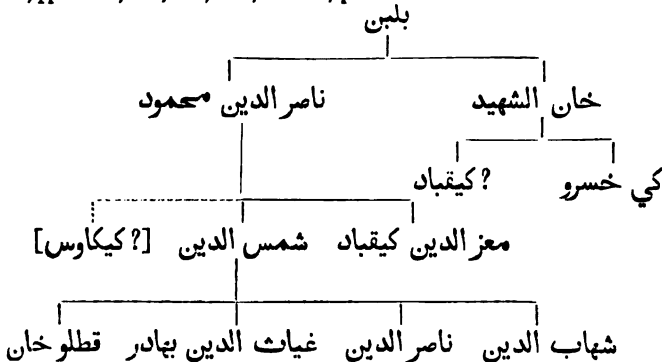 بلبن
خان الشهيد ناصر الدين محمود
كي خسرو ?كيقباد
معز الدين كيقباد شمس الدين [?كيكاوس]
شهاب الدين ناصر الدين غياث الدين بهادر قطلو خان